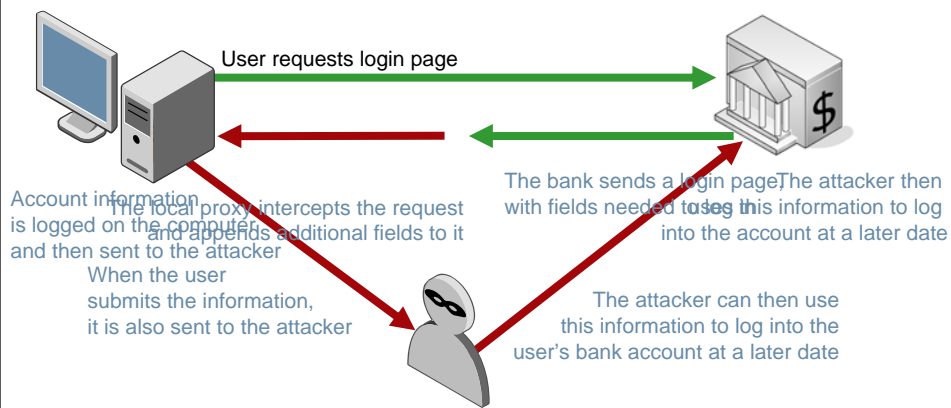 User requests login page
$
Account information
is logged on the computer
and then sent to the attacker
The local proxy intercepts the request
and appends additional fields to it
When the user
submits the information,
it is also sent to the attacker
The bank sends a login page,
with fields needed to log in
The attacker then
uses this information to log
into the account at a later date
The attacker can then use
this information to log into the
user’s bank account at a later date